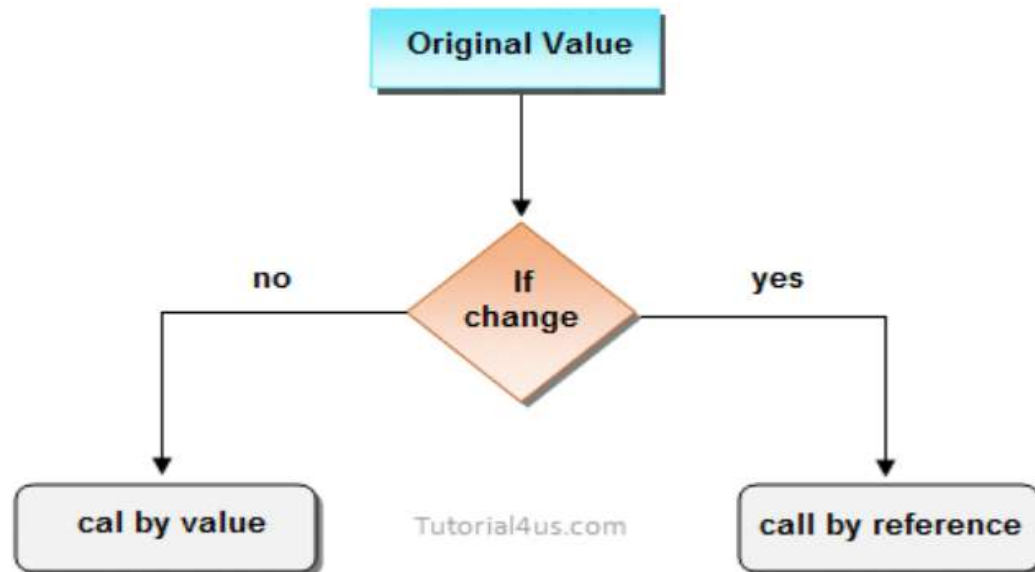 Original Value
If
change
no
yes
cal by value
Tutorial4us.com
call by reference